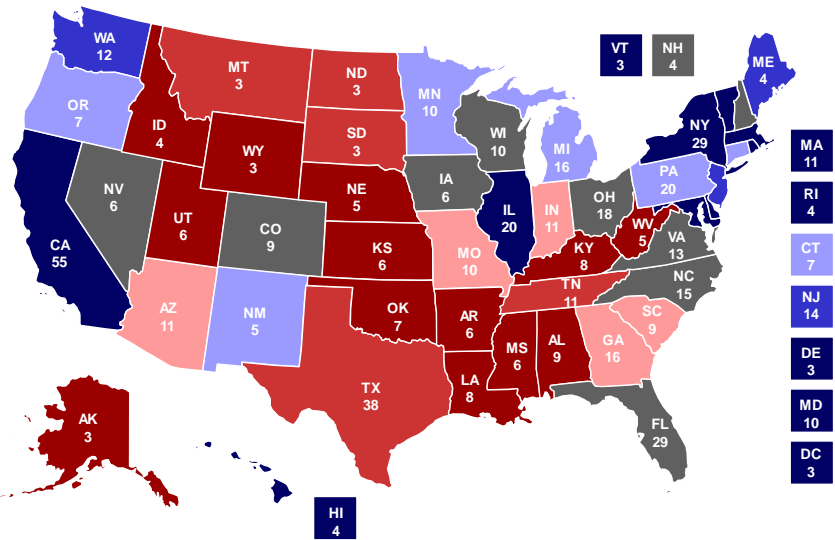 WA
12
OR
7
CA
55
NV
6
ID
4
MT
3
WY
3
UT
6
AZ
11
CO
9
NM
5
ND
3
SD
3
NE
5
KS
6
OK
7
TX
38
MN
10
IA
6
MO
10
AR
6
LA
8
WI
10
IL
20
MI
16
IN
11
OH
18
KY
8
TN
11
MS
6
AL
9
GA
16
FL
29
SC
9
NC
15
VA
13
WV
5
PA
20
NY
29
ME
4
VT
3
NH
4
MA
11
RI
4
CT
7
NJ
14
DE
3
MD
10
DC
3
AK
3
HI
4